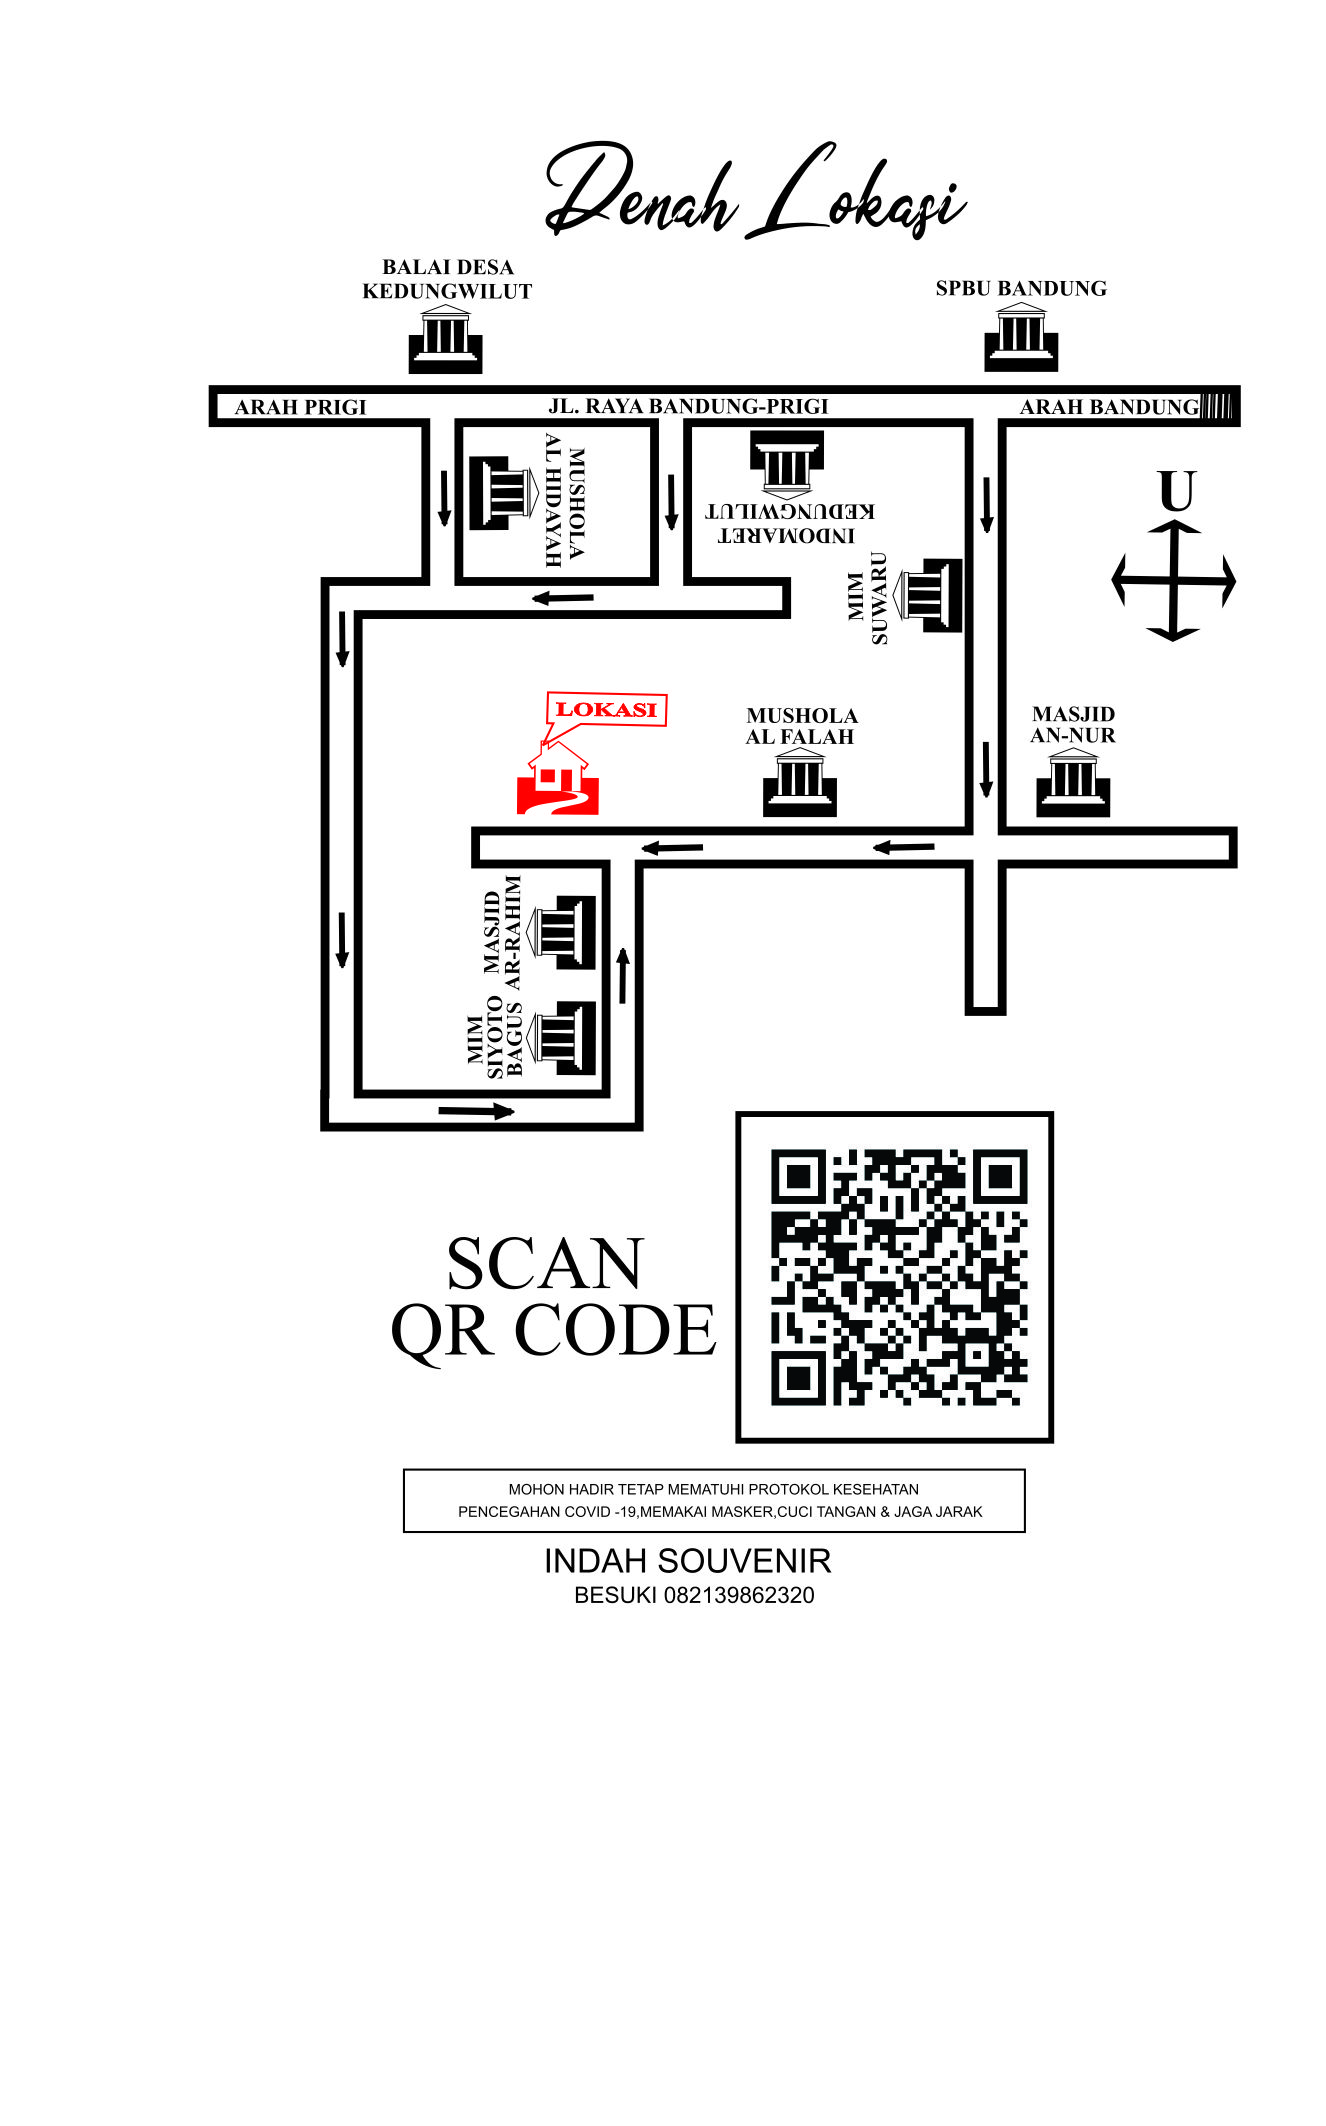 Denah Lokasi
BALAI DESA
KEDUNGWILUT
SPBU BANDUNG
ARAH PRIGI
JL. RAYA BANDUNG-PRIGI
ARAH BANDUNG
MUSHOLA
AL HIDAYAH
INDOMARET
KEDUNGWILUT
U
MIM
SUWARU
LOKASI
MUSHOLA
AL FALAH
MASJID
AN-NUR
MASJID
AR-RAHIM
MIM
SIYOTO
BAGUS
SCAN
QR CODE
MOHON HADIR TETAP MEMATUHI PROTOKOL KESEHATAN
PENCEGAHAN COVID -19,MEMAKAI MASKER,CUCI TANGAN & JAGA JARAK
INDAH SOUVENIR
BESUKI 082139862320